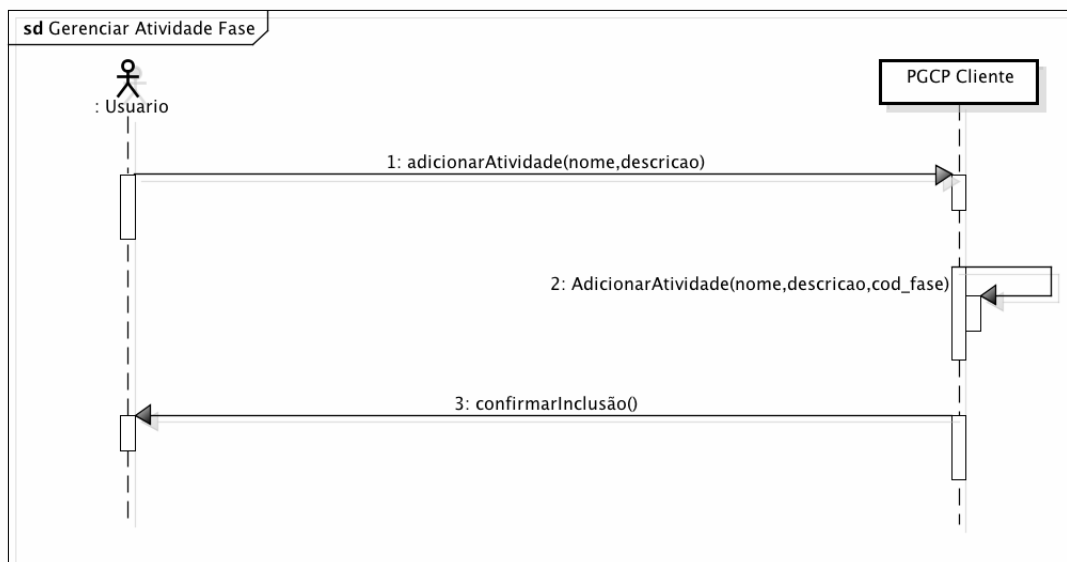 sd Gerenciar Atividade Fase
: Usuario
PGCP Cliente
1: adicionarAtividade(nome,descricao)
2: AdicionarAtividade(nome,descricao,cod_fase)
3: confirmarInclusão()